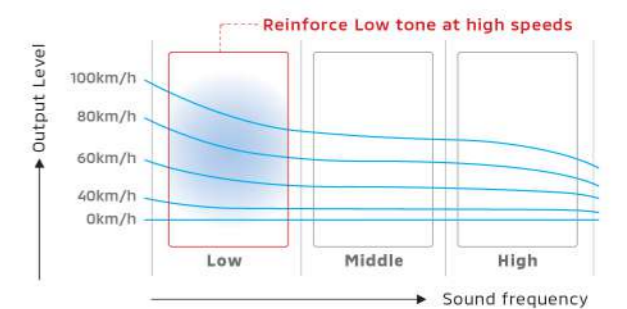 Reinforce Low tone at high speeds
Output Level
100km/h
80km/h
60km/h
40km/h
0km/h
Low
Middle
High
Sound frequency